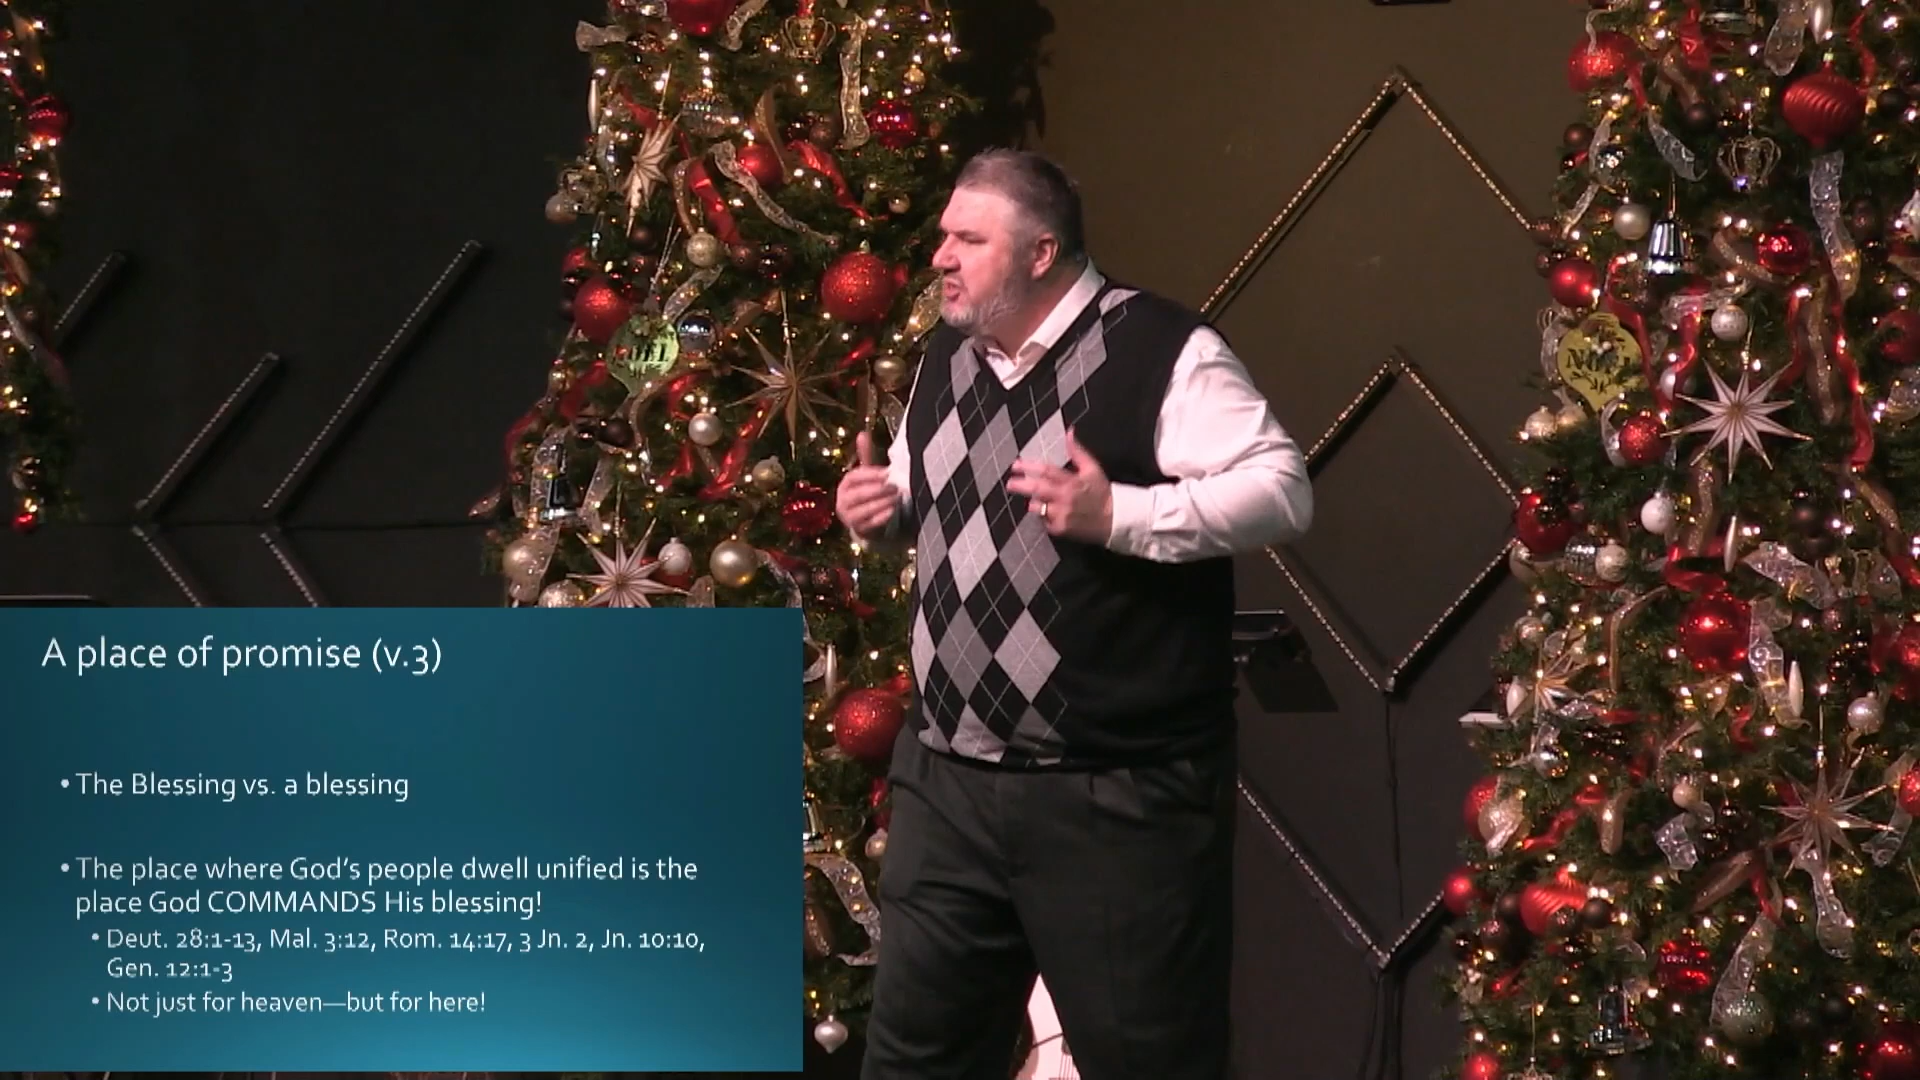 NOEL
NOEL
A place of promise (v.3)
• The Blessing vs. a blessing
• The place where God's people dwell unified is the
place God COMMANDS His blessing!
• Deut. 28:1-13, Mal. 3:12, Rom. 14:17, 3 Jn. 2, Jn. 10:10,
Gen. 12:1-3
• Not just for heaven—but for here!